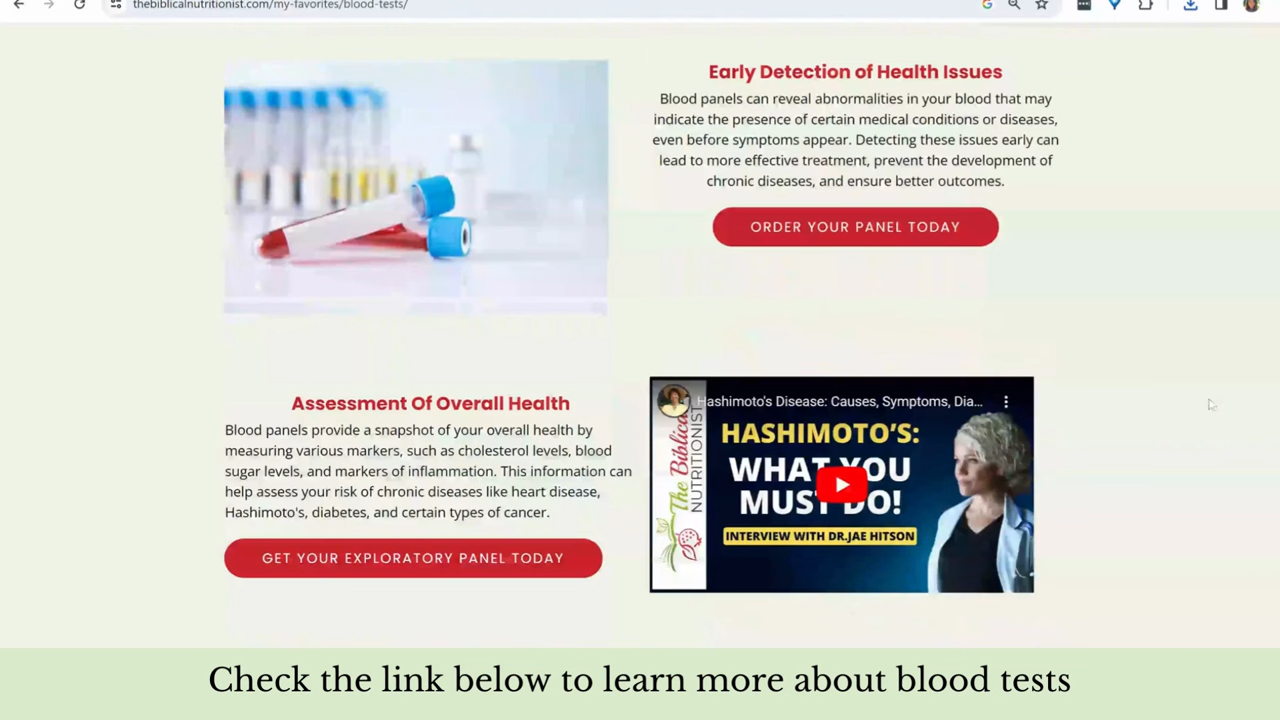 thebiblicalnutritionist.com/my-favorites/blood-tests/
Early Detection of Health Issues
Blood panels can reveal abnormalities in your blood that may
indicate the presence of certain medical conditions or diseases,
even before symptoms appear. Detecting these issues early can
lead to more effective treatment, prevent the development of
chronic diseases, and ensure better outcomes.
ORDER YOUR PANEL TODAY
Assessment Of Overall Health
Blood panels provide a snapshot of your overall health by
measuring various markers, such as cholesterol levels, blood
sugar levels, and markers of inflammation. This information can
help assess your risk of chronic diseases like heart disease,
Hashimoto's, diabetes, and certain types of cancer.
GET YOUR EXPLORATORY PANEL TODAY
Hashimoto's Disease: Causes, Symptoms, Dia...
The Biblical
NUTRITIONIST
HASHIMOTO'S:
WHAT YOU
MUST DO!
INTERVIEW WITH DR.JAE HITSON
Check the link below to learn more about blood tests